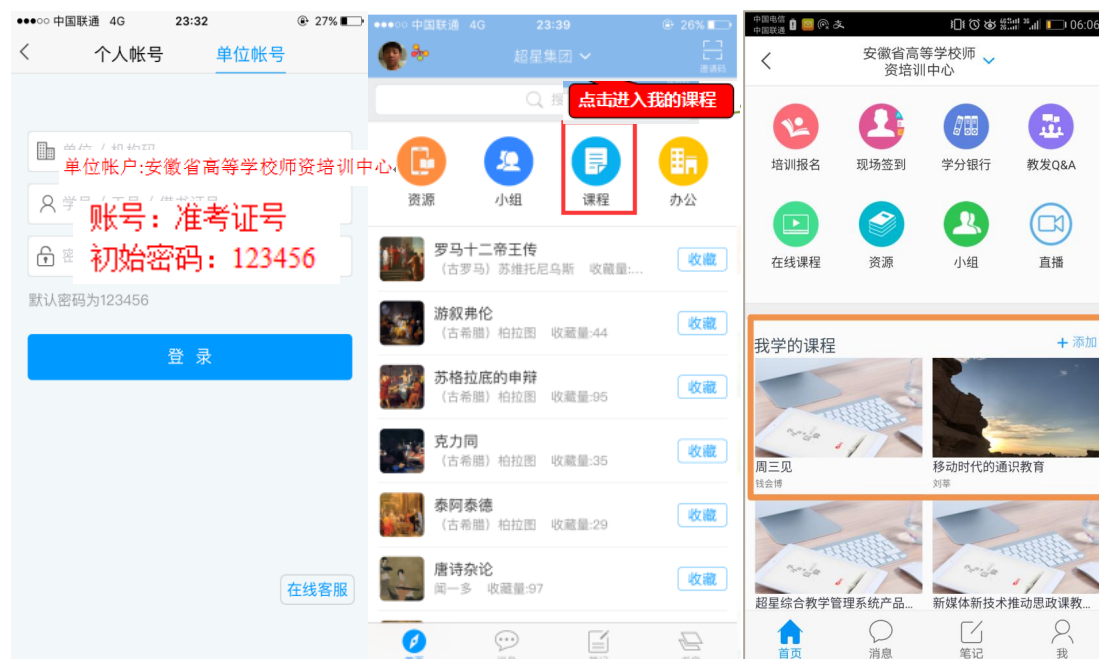 ●●●○○ 中国联通 4G 23:32 27%
个人帐号 单位帐号
单位帐户:安徽省高等学校师资培训中心
账号：准考证号
初始密码：123456
默认密码为123456
登 录
在线客服
●●●○○ 中国联通 4G 23:39 26%
超星集团
邀请码
搜
点击进入我的课程
资源 小组 课程 办公
罗马十二帝王传
（古罗马）苏维托尼乌斯 收藏量:...
收藏
游叙弗伦
（古希腊）柏拉图 收藏量:44
收藏
苏格拉底的申辩
（古希腊）柏拉图 收藏量:95
收藏
克力同
（古希腊）柏拉图 收藏量:35
收藏
泰阿泰德
（古希腊）柏拉图 收藏量:29
收藏
唐诗杂论
闻一多 收藏量:97
收藏
中国电信
中国联通
06:06
安徽省高等学校师
资培训中心
培训报名 现场签到 学分银行 教发Q&A
在线课程 资源 小组 直播
我学的课程 + 添加
周三见 移动时代的通识教育
钱会博 刘莘
超星综合教学管理系统产品... 新媒体新技术推动思政课教...
首页 消息 笔记 我